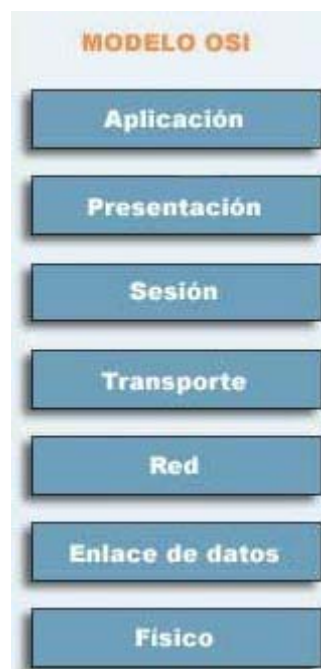 MODELO OSI
Aplicación
Presentación
Sesión
Transporte
Red
Enlace de datos
Físico